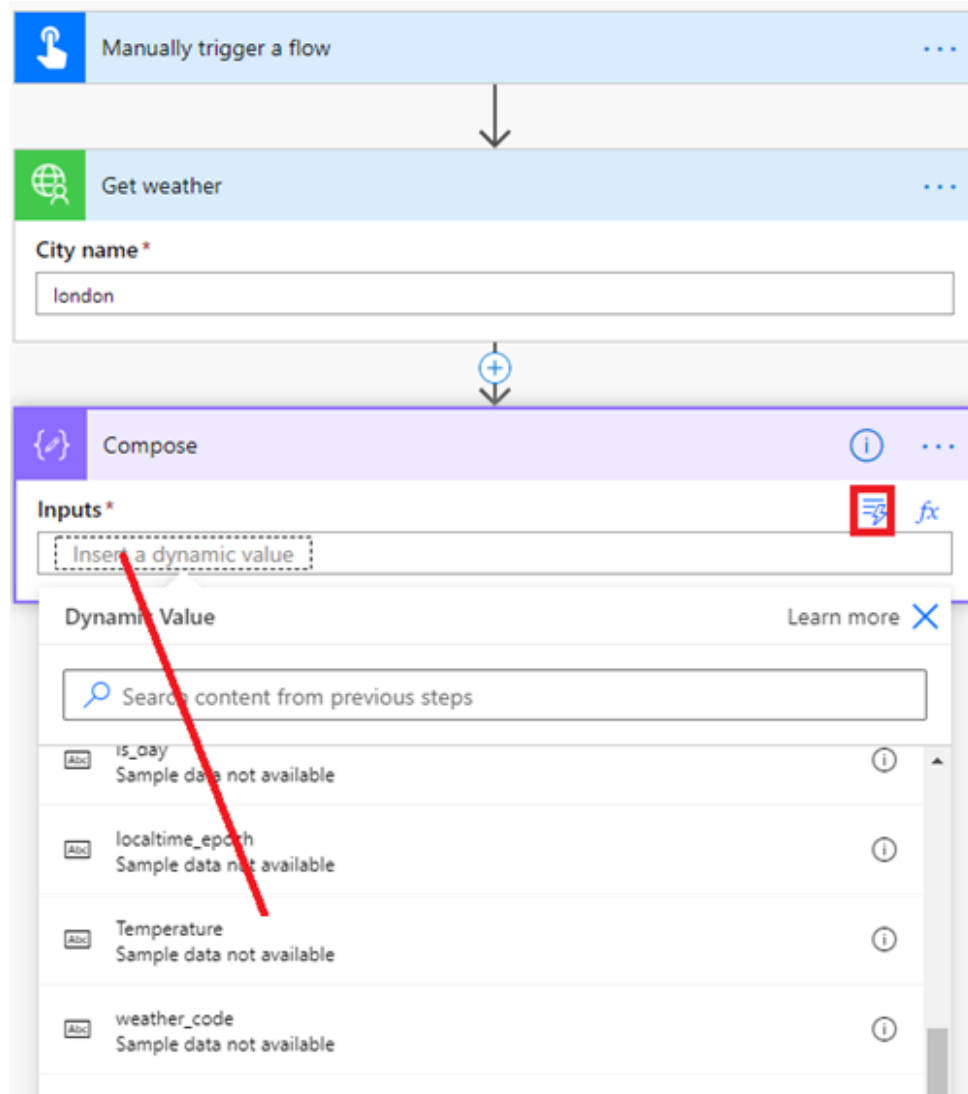 Manually trigger a flow
Get weather
City name*
london
Compose
Inputs*
fx
Insert a dynamic value
Dynamic Value
Learn more
Search content from previous steps
is_day
Sample data not available
localtime_epoch
Sample data not available
Temperature
Sample data not available
weather_code
Sample data not available